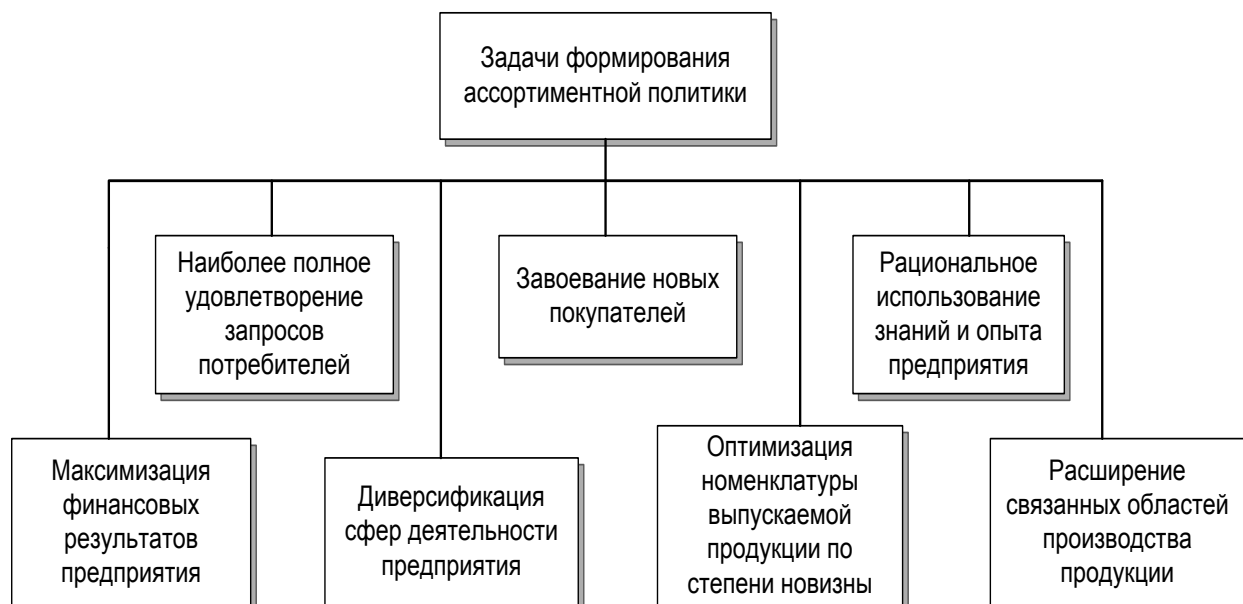 Задачи формирования
ассортиментной политики
Наиболее полное
удовлетворение
запросов
потребителей
Завоевание новых
покупателей
Рациональное
использование
знаний и опыта
предприятия
Максимизация
финансовых
результатов
предприятия
Диверсификация
сфер деятельности
предприятия
Оптимизация
номенклатуры
выпускаемой
продукции по
степени новизны
Расширение
связанных областей
производства
продукции